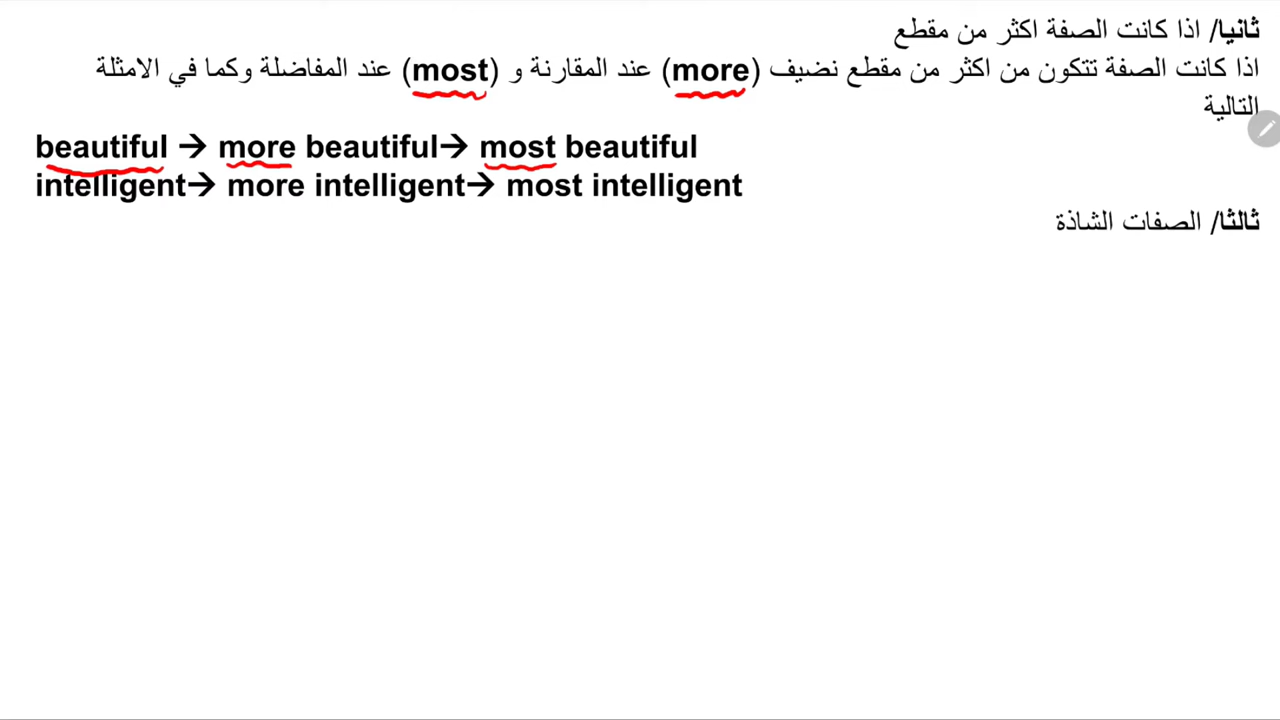 ثانيا/ اذا كانت الصفة اكثر من مقطع
اذا كانت الصفة تتكون من اكثر من مقطع نضيف (more) عند المقارنة و (most) عند المفاضلة وكما في الامثلة
التالية
beautiful → more beautiful→ most beautiful
intelligent→ more intelligent→ most intelligent
ثالثا/ الصفات الشاذة